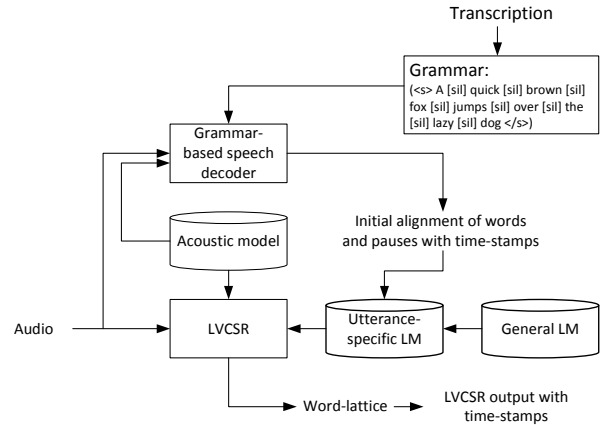 Transcription
Grammar:
(<s> A [sil] quick [sil] brown [sil]
fox [sil] jumps [sil] over [sil] the
[sil] lazy [sil] dog </s>)
Grammar-
based speech
decoder
Initial alignment of words
and pauses with time-stamps
Acoustic model
Audio
LVCSR
Utterance-
specific LM
General LM
Word-lattice
LVCSR output with
time-stamps